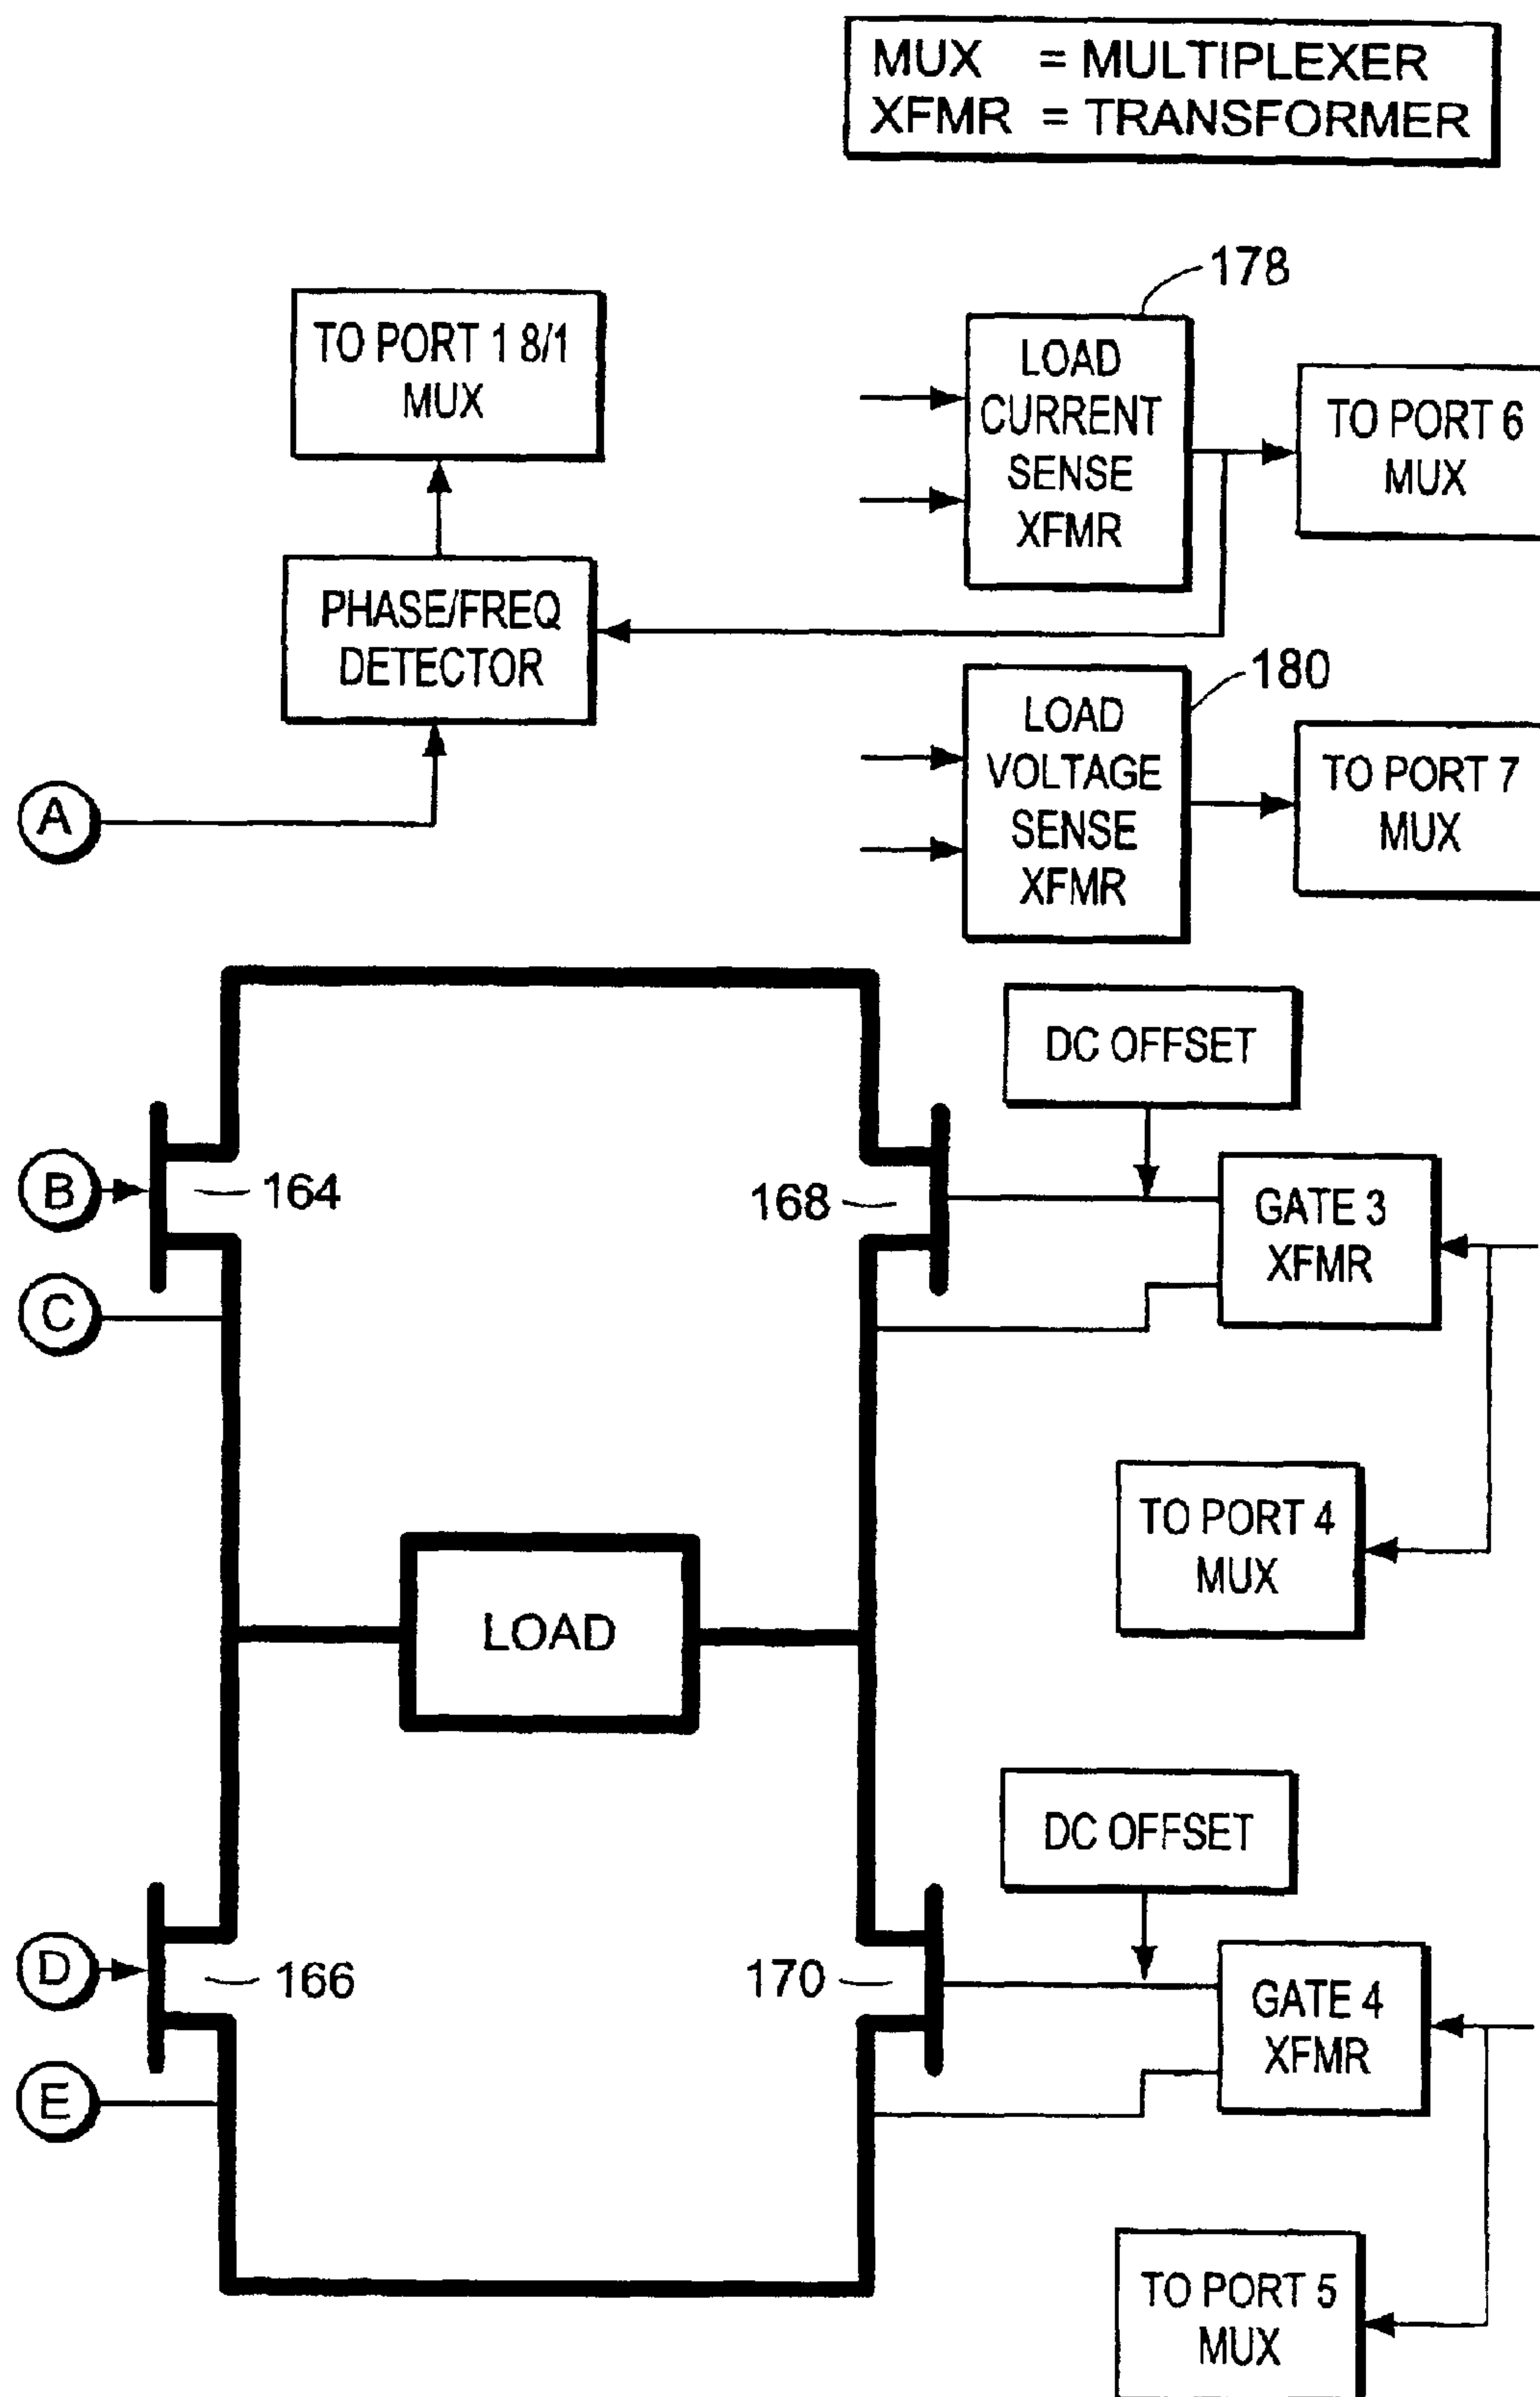 MUX = MULTIPLEXER
XFMR = TRANSFORMER
178
TO PORT 1 8/1
MUX
LOAD
CURRENT
SENSE
XFMR
TO PORT 6
MUX
PHASE/FREQ
DETECTOR
180
LOAD
VOLTAGE
SENSE
XFMR
TO PORT 7
MUX
A
DC OFFSET
B
164
168
GATE 3
XFMR
C
TO PORT 4
MUX
LOAD
DC OFFSET
D
166
170
GATE 4
XFMR
E
TO PORT 5
MUX